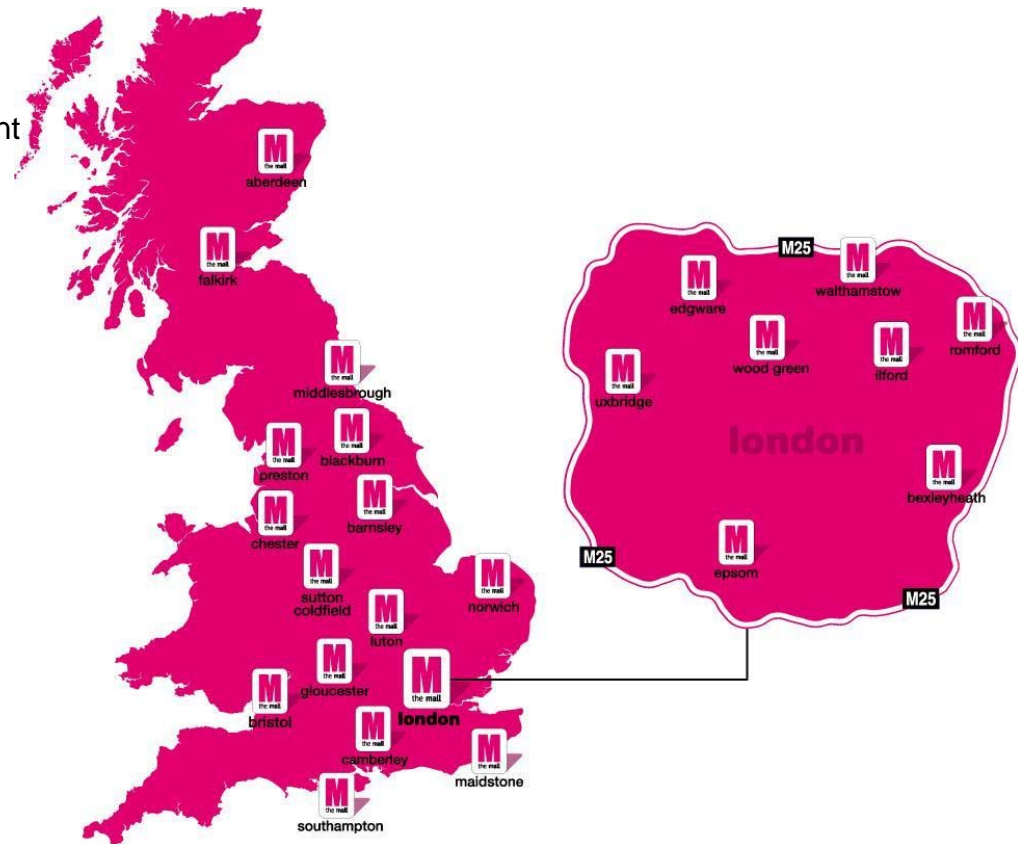 nt
M
the mall
aberdeen
M
the mall
falkirk
M
the mall
middlesbrough
M
the mall
blackburn
M
the mall
preston
M
the mall
barnsley
M
the mall
chester
M
the mall
sutton
coldfield
M
the mall
norwich
M
the mall
luton
M
the mall
gloucester
M
the mall
london
M
the mall
bristol
M
the mall
camberley
M
the mall
maidstone
M
the mall
southampton
M25
M
the mall
walthamstow
M
the mall
edgware
M
the mall
romford
M
the mall
wood green
M
the mall
ilford
M
the mall
uxbridge
london
M
the mall
bexleyheath
M
the mall
epsom
M25
M25